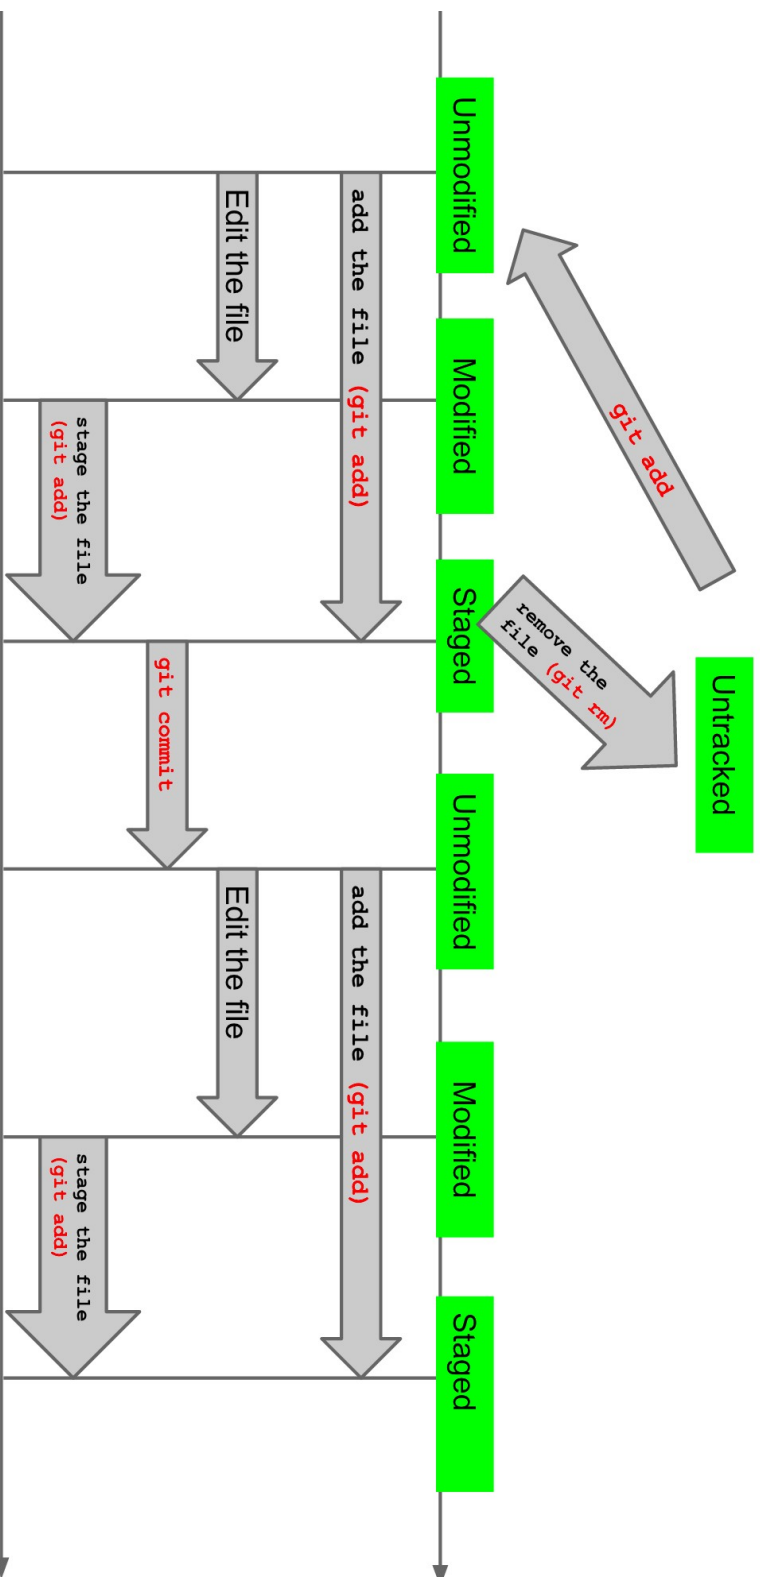 Untracked
git add
remove the
file (git rm)
Unmodified
Modified
Staged
Unmodified
Modified
Staged
add the file (git add)
add the file (git add)
Edit the file
Edit the file
git commit
stage the file
(git add)
stage the file
(git add)